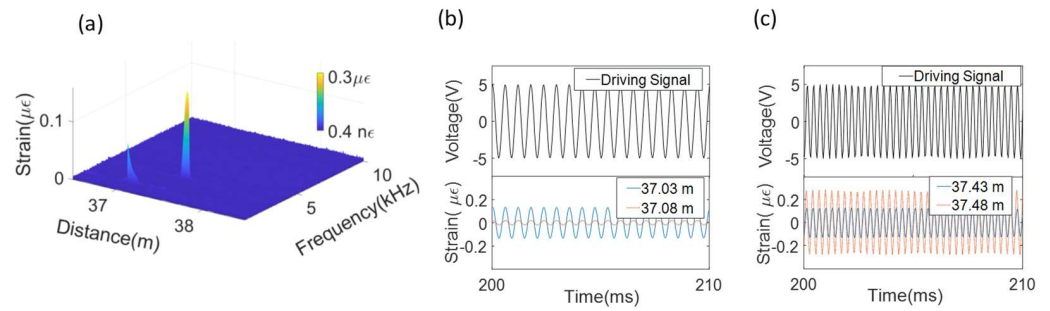 (a)
0.3µϵ
0.4 nϵ
Strain(µϵ)
0.1
0
37
38
Distance(m)
5
10
Frequency(kHz)
(b)
Driving Signal
Voltage(V)
5
0
-5
37.03 m
37.08 m
Strain( µϵ)
0.2
0
-0.2
200
210
Time(ms)
(c)
Driving Signal
Voltage(V)
5
0
-5
37.43 m
37.48 m
Strain( µϵ)
0.2
0
-0.2
200
210
Time(ms)